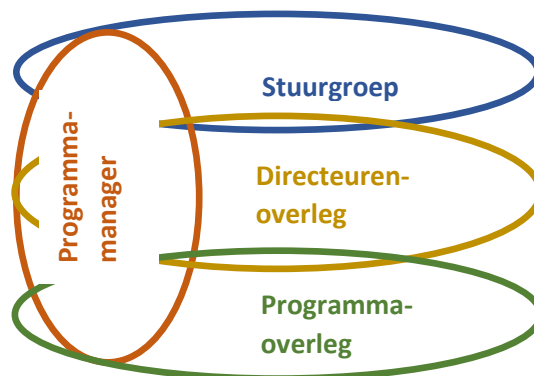 Stuurgroep
Programma-
manager
Directeuren-
overleg
Programma-
overleg